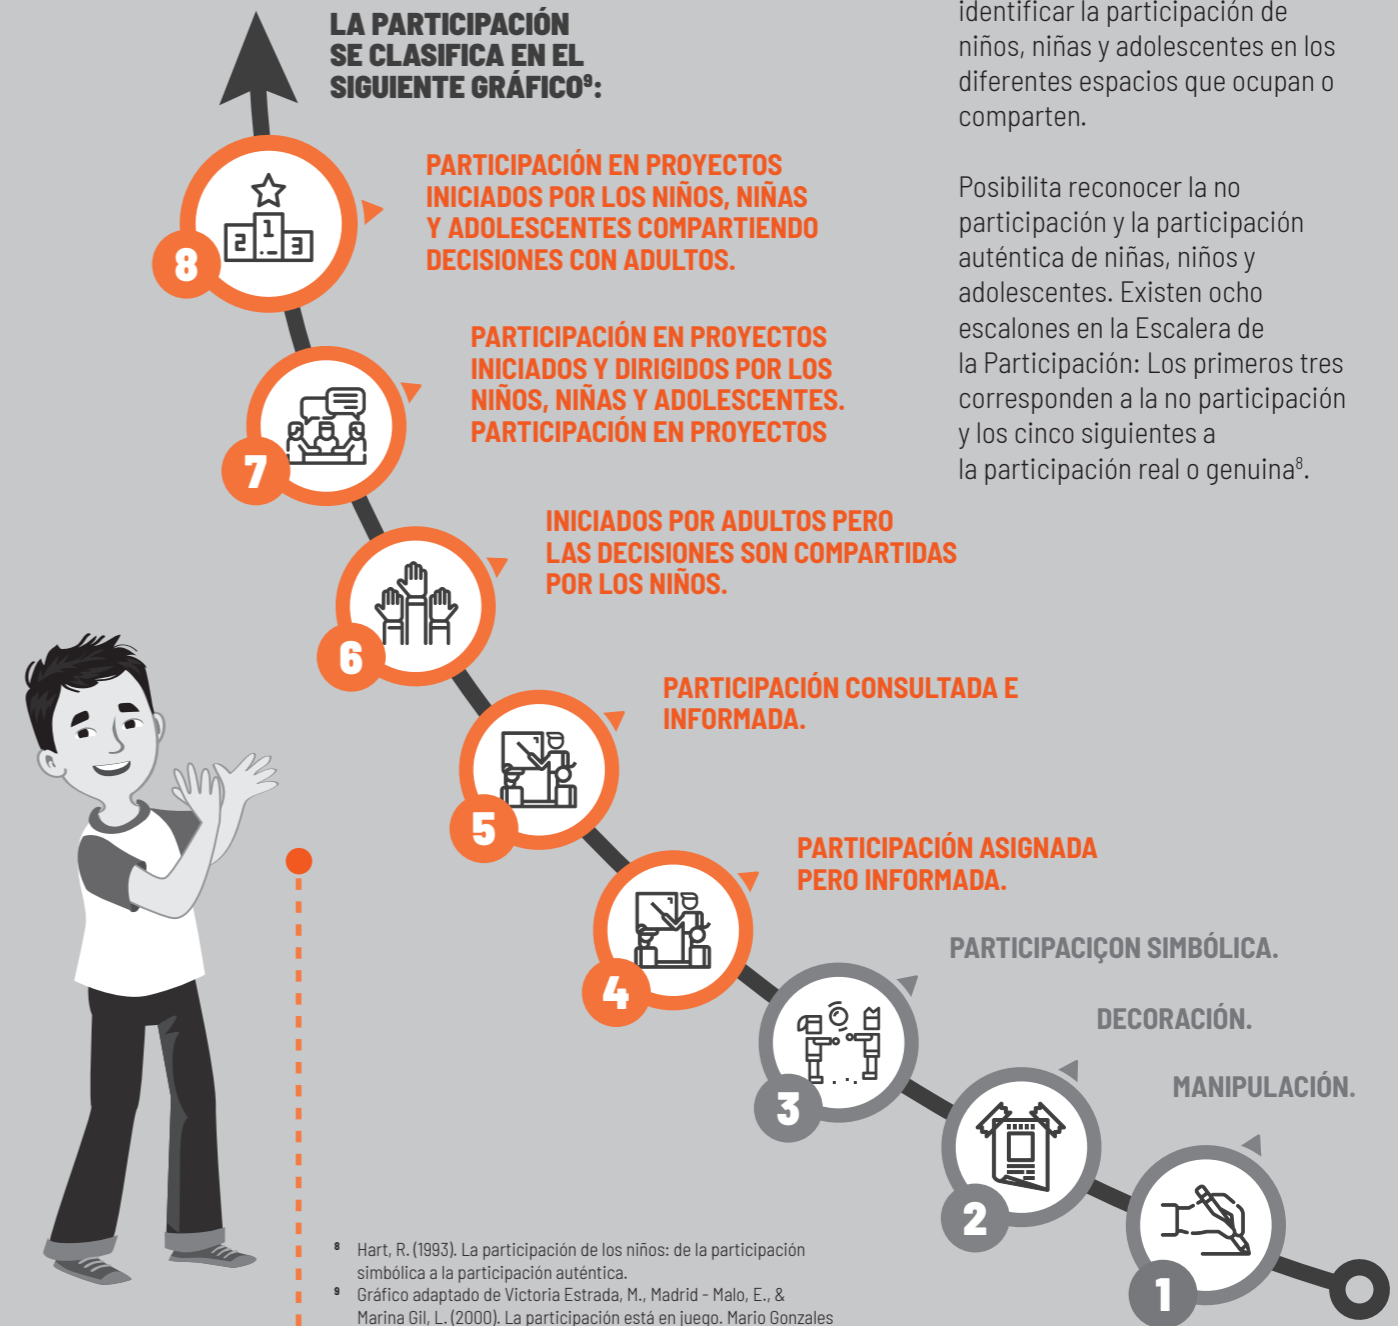 LA PARTICIPACIÓN
SE CLASIFICA EN EL
SIGUIENTE GRÁFICO⁹:
PARTICIPACIÓN EN PROYECTOS
INICIADOS POR LOS NIÑOS, NIÑAS
Y ADOLESCENTES COMPARTIENDO
DECISIONES CON ADULTOS.
8
1
2
3
PARTICIPACIÓN EN PROYECTOS
INICIADOS Y DIRIGIDOS POR LOS
NIÑOS, NIÑAS Y ADOLESCENTES.
PARTICIPACIÓN EN PROYECTOS
7
INICIADOS POR ADULTOS PERO
LAS DECISIONES SON COMPARTIDAS
POR LOS NIÑOS.
6
PARTICIPACIÓN CONSULTADA E
INFORMADA.
5
PARTICIPACIÓN ASIGNADA
PERO INFORMADA.
4
PARTICIPACIÇON SIMBÓLICA.
3
DECORACIÓN.
2
MANIPULACIÓN.
1
identificar la participación de
niños, niñas y adolescentes en los
diferentes espacios que ocupan o
comparten.
Posibilita reconocer la no
participación y la participación
auténtica de niñas, niños y
adolescentes. Existen ocho
escalones en la Escalera de
la Participación: Los primeros tres
corresponden a la no participación
y los cinco siguientes a
la participación real o genuina⁸.
⁸ Hart, R. (1993). La participación de los niños: de la participación
simbólica a la participación auténtica.
⁹ Gráfico adaptado de Victoria Estrada, M., Madrid - Malo, E., &
Marina Gil, L. (2000). La participación está en juego. Mario Gonzales